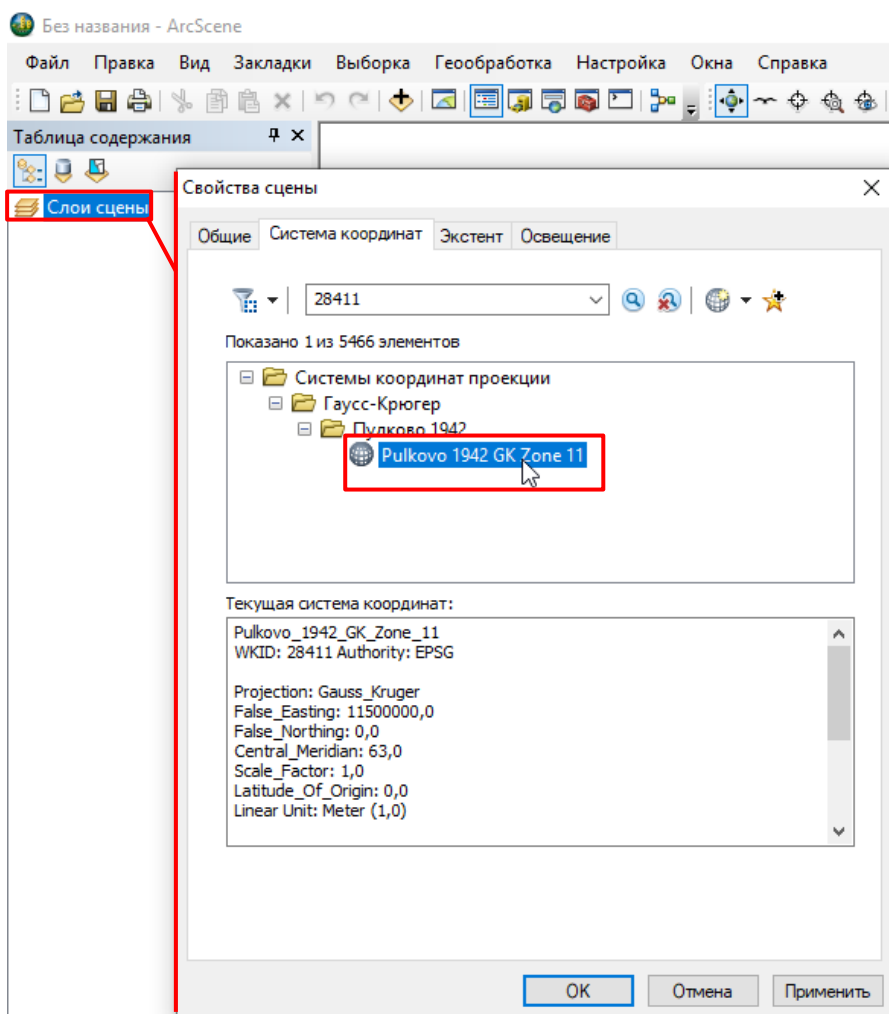 Без названия - ArcScene
Файл Правка Вид Закладки Выборка Геообработка Настройка Окна Справка
Таблица содержания
Слои сцены
Свойства сцены
Общие Система координат Экстент Освещение
28411
Показано 1 из 5466 элементов
Системы координат проекции
Гаусс-Крюгер
Пулково 1942
Pulkovo 1942 GK Zone 11
Текущая система координат:
Pulkovo_1942_GK_Zone_11
WKID: 28411 Authority: EPSG
Projection: Gauss_Kruger
False_Easting: 11500000,0
False_Northing: 0,0
Central_Meridian: 63,0
Scale_Factor: 1,0
Latitude_Of_Origin: 0,0
Linear Unit: Meter (1,0)
OK Отмена Применить